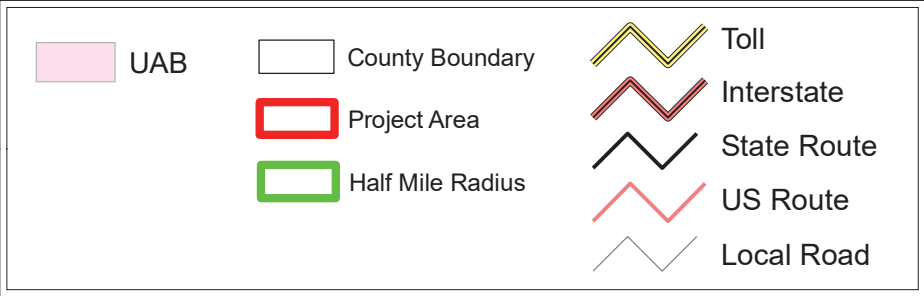 UAB
County Boundary
Project Area
Half Mile Radius
Toll
Interstate
State Route
US Route
Local Road